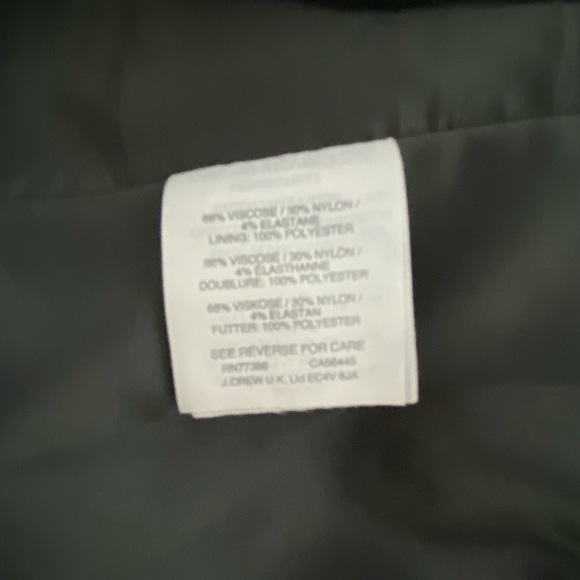 66% VISCOSE / 30% NYLON /
4% ELASTANE
LINING: 100% POLYESTER
66% VISCOSE / 30% NYLON /
4% ÉLASTHANNE
DOUBLURE: 100% POLYESTER
66% VISKOSE / 30% NYLON /
4% ELASTAN
FUTTER: 100% POLYESTER
SEE REVERSE FOR CARE
RN77388 CA56445
J.CREW U.K. Ltd EC4V 6JA